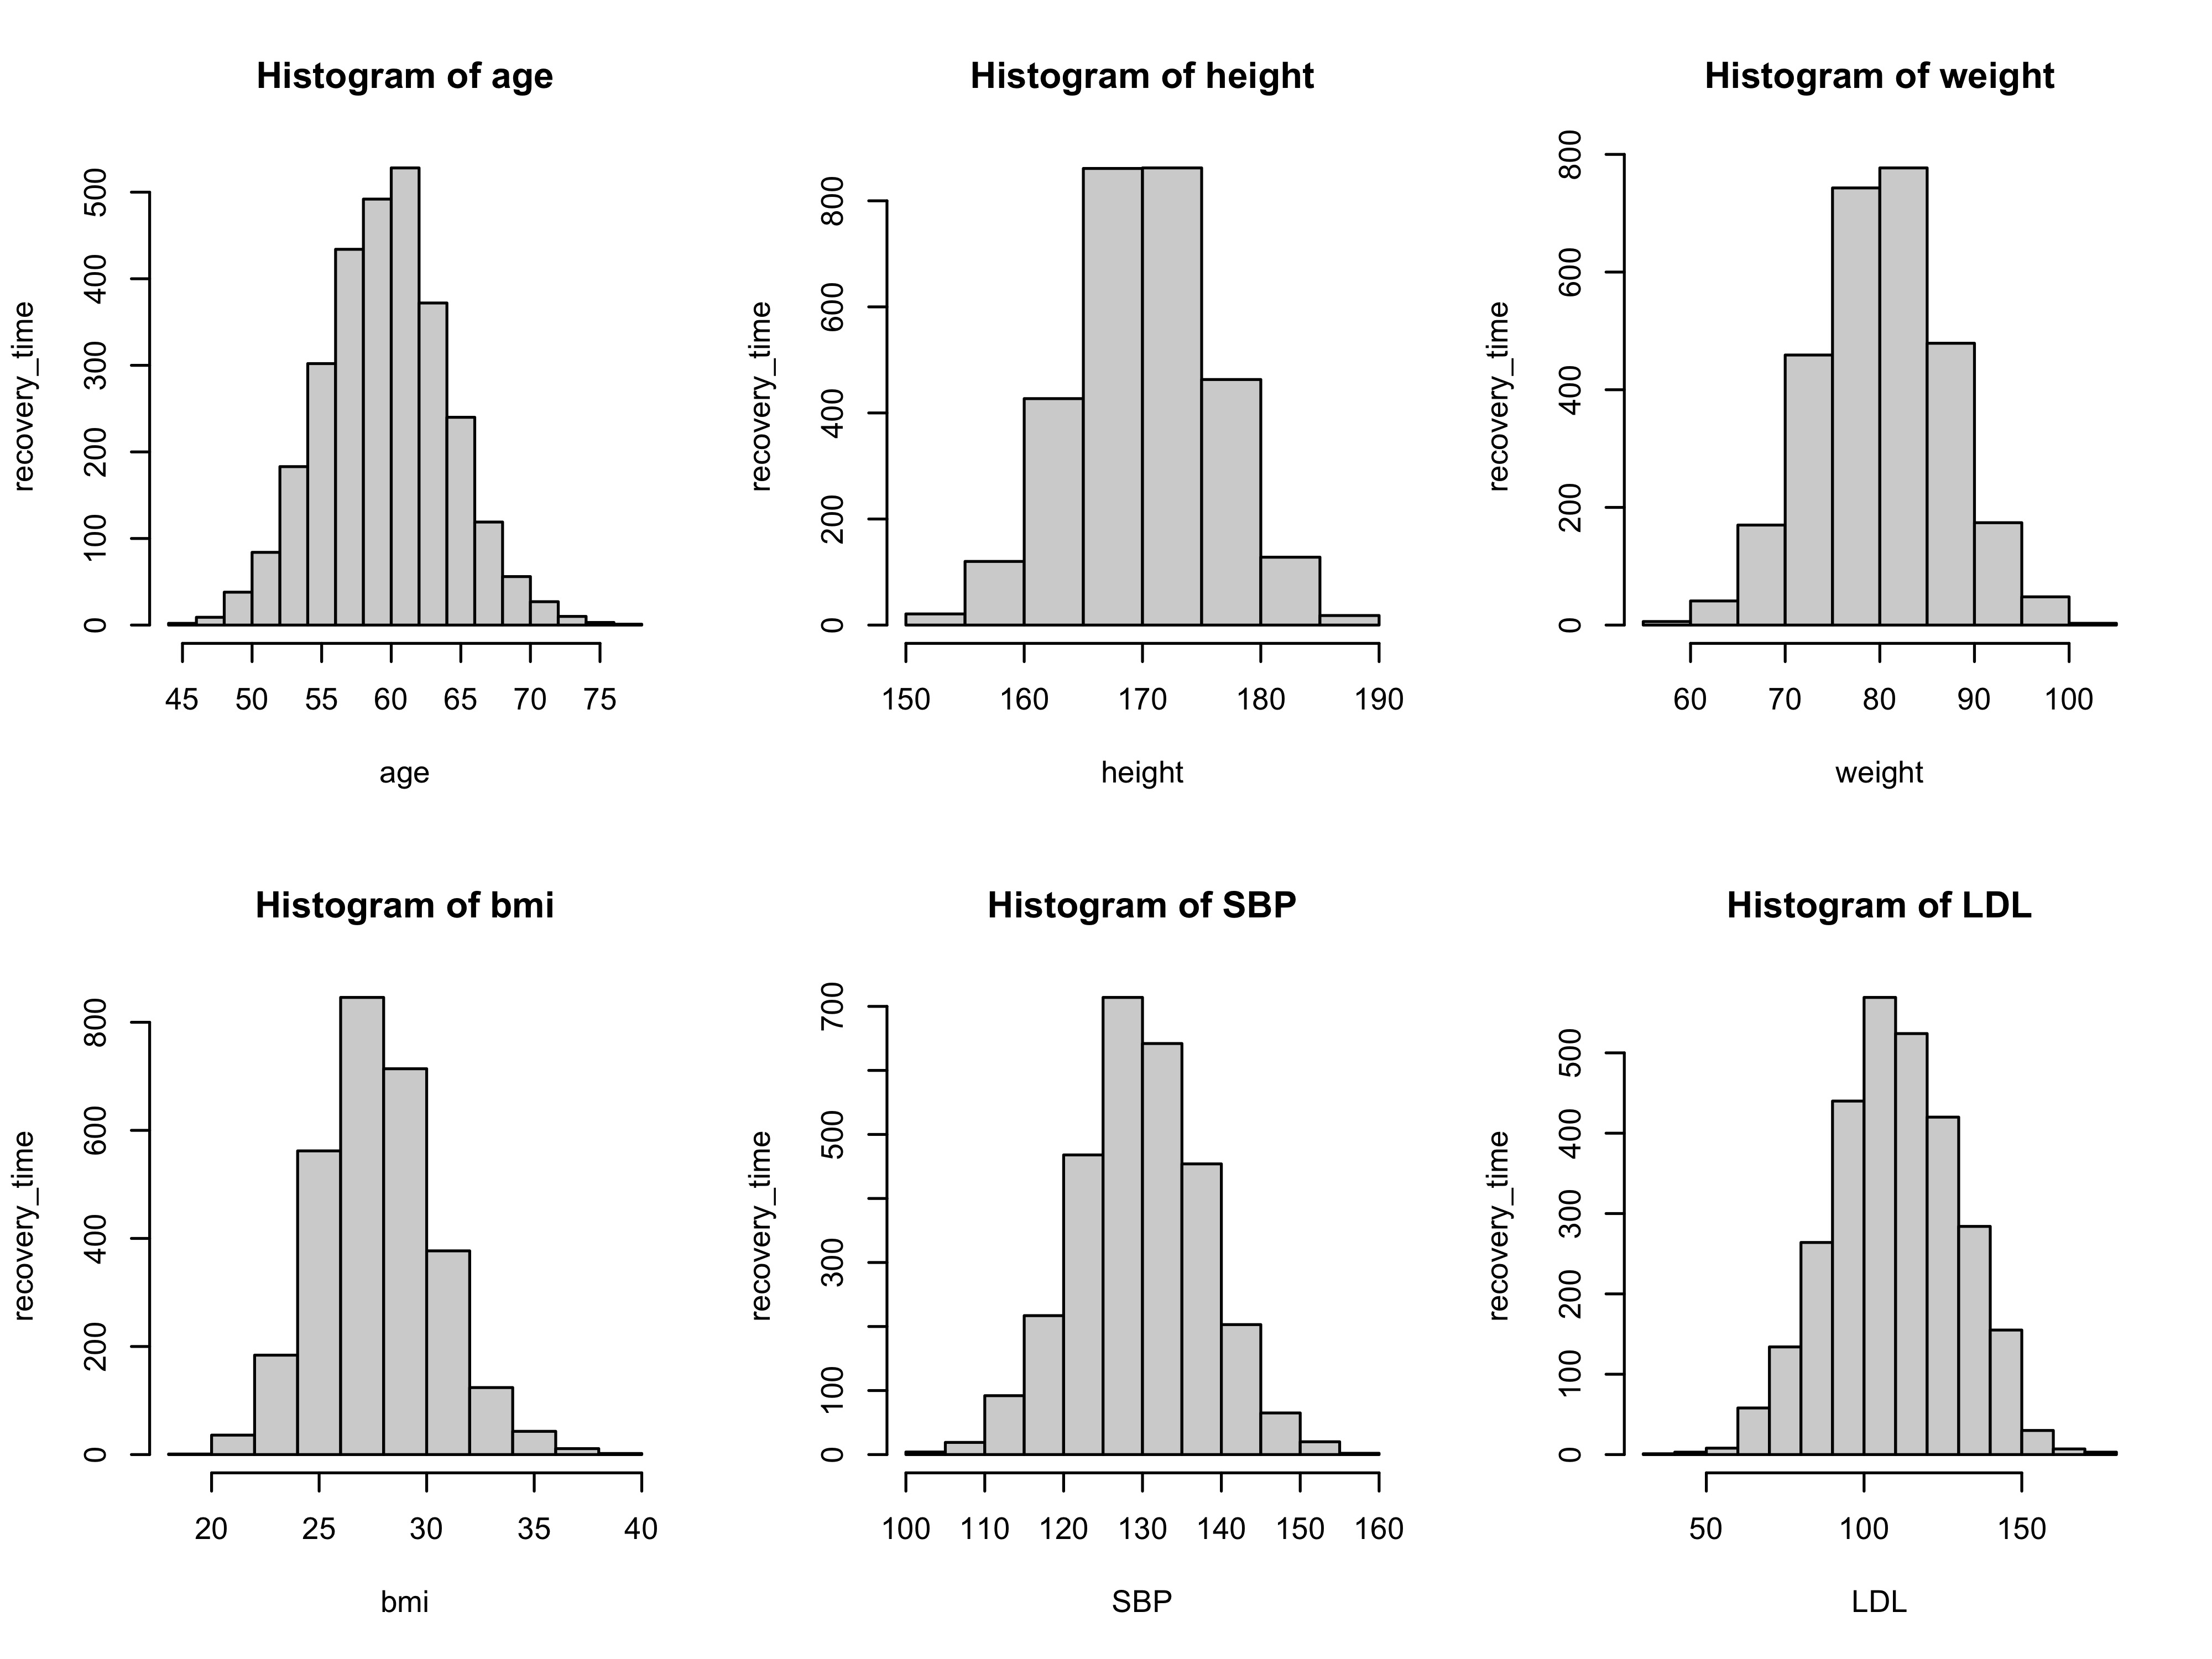 Histogram of age
recovery_time
0 100 200 300 400 500
45 50 55 60 65 70 75
age
Histogram of height
recovery_time
0 200 400 600 800
150 160 170 180 190
height
Histogram of weight
recovery_time
0 200 400 600 800
60 70 80 90 100
weight
Histogram of bmi
recovery_time
0 200 400 600 800
20 25 30 35 40
bmi
Histogram of SBP
recovery_time
0 100 300 500 700
100 110 120 130 140 150 160
SBP
Histogram of LDL
recovery_time
0 100 200 300 400 500
50 100 150
LDL